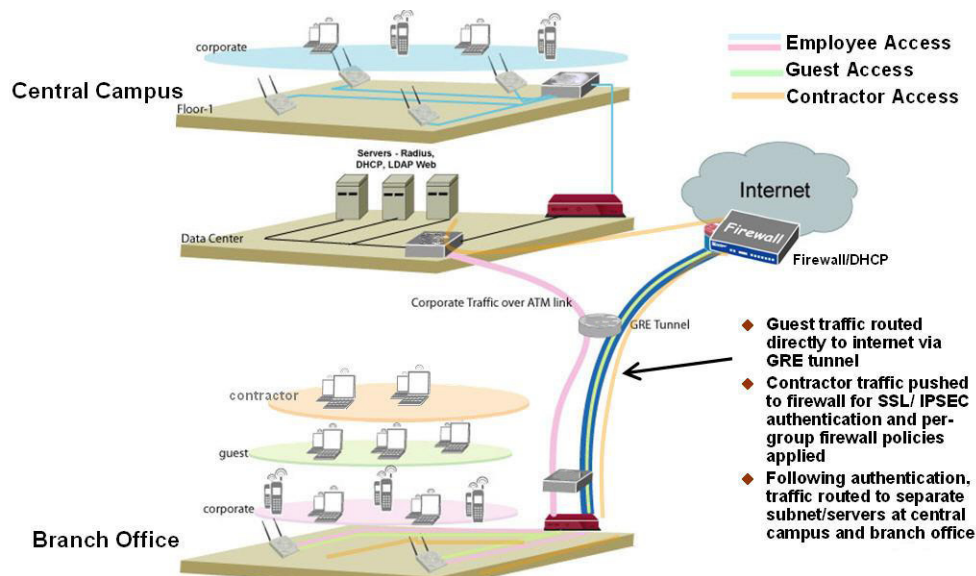 corporate
Central Campus
Floor-1
Employee Access
Guest Access
Contractor Access
Servers - Radius,
DHCP, LDAP Web
Data Center
Internet
Firewall
Firewall/DHCP
Corporate Traffic over ATM link
GRE Tunnel
◆ Guest traffic routed
directly to internet via
GRE tunnel
◆ Contractor traffic pushed
to firewall for SSL/ IPSEC
authentication and per-
group firewall policies
applied
◆ Following authentication,
traffic routed to separate
subnet/servers at central
campus and branch office
contractor
guest
corporate
Branch Office